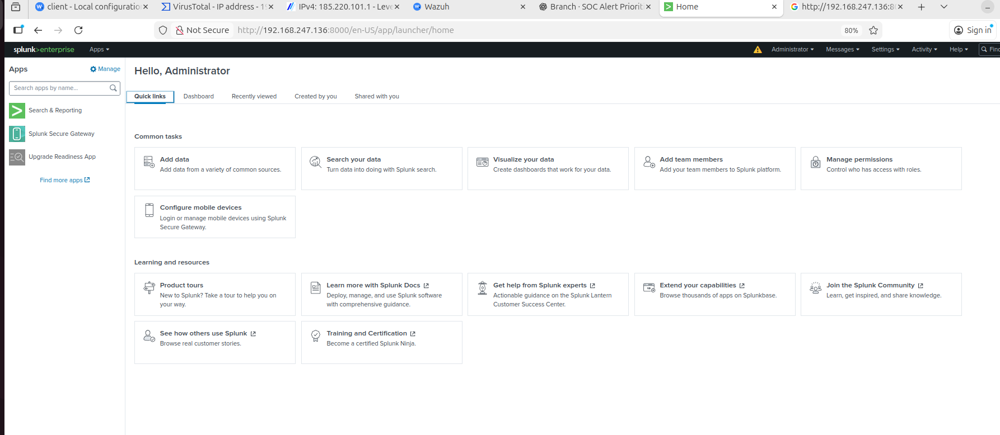 client - Local configuratio
VirusTotal - IP address - 1
IPv4: 185.220.101.1 - Leve
Wazuh
Branch · SOC Alert Priorit
Home
http://192.168.247.136:8
Not Secure
http://192.168.247.136:8000/en-US/app/launcher/home
80%
Sign in
splunk>enterprise
Apps
Administrator
Messages
Settings
Activity
Help
Find
Apps
Manage
Search apps by name...
Search & Reporting
Splunk Secure Gateway
Upgrade Readiness App
Find more apps
Hello, Administrator
Quick links
Dashboard
Recently viewed
Created by you
Shared with you
Common tasks
Add data
Add data from a variety of common sources.
Search your data
Turn data into doing with Splunk search.
Visualize your data
Create dashboards that work for your data.
Add team members
Add your team members to Splunk platform.
Manage permissions
Control who has access with roles.
Configure mobile devices
Login or manage mobile devices using Splunk
Secure Gateway.
Learning and resources
Product tours
New to Splunk? Take a tour to help you on
your way.
Learn more with Splunk Docs
Deploy, manage, and use Splunk software
with comprehensive guidance.
Get help from Splunk experts
Actionable guidance on the Splunk Lantern
Customer Success Center.
Extend your capabilities
Browse thousands of apps on Splunkbase.
Join the Splunk Community
Learn, get inspired, and share knowledge.
See how others use Splunk
Browse real customer stories.
Training and Certification
Become a certified Splunk Ninja.